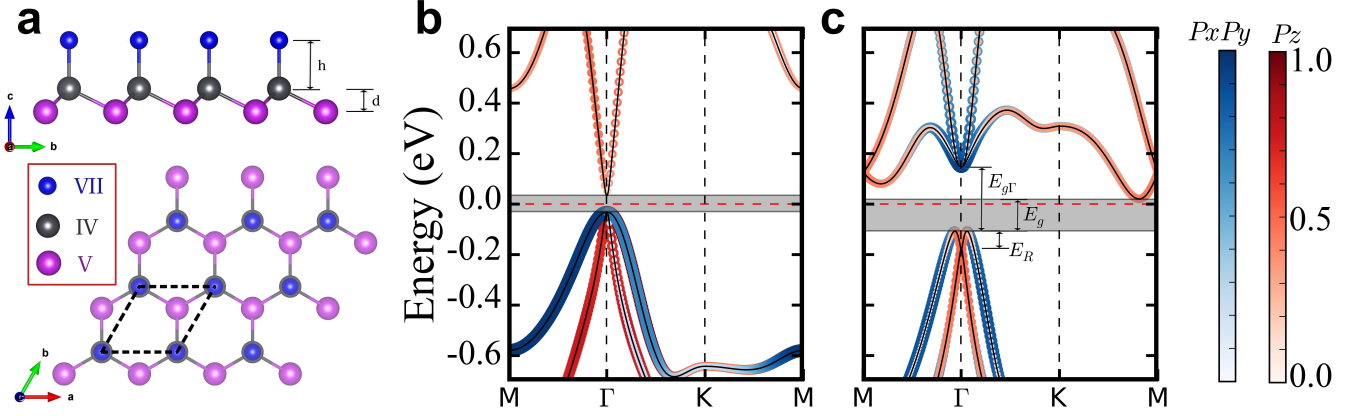 a
h
d
c
b
a
VII
IV
V
b
a
b
Energy (eV)
0.6
0.4
0.2
0.0
-0.2
-0.4
-0.6
M Γ K M
c
E_gΓ
E_g
E_R
M Γ K M
PxPy Pz
1.0
0.5
0.0